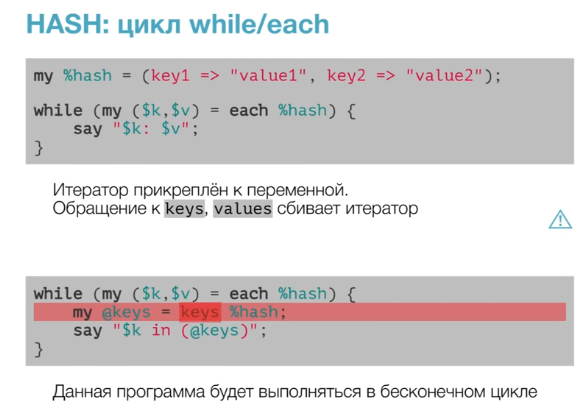 HASH: цикл while/each
my %hash = (key1 => "value1", key2 => "value2");
while (my ($k,$v) = each %hash) {
    say "$k: $v";
}
Итератор прикреплён к переменной.
Обращение к keys, values сбивает итератор
while (my ($k,$v) = each %hash) {
    my @keys = keys %hash;
    say "$k in (@keys)";
}
Данная программа будет выполняться в бесконечном цикле